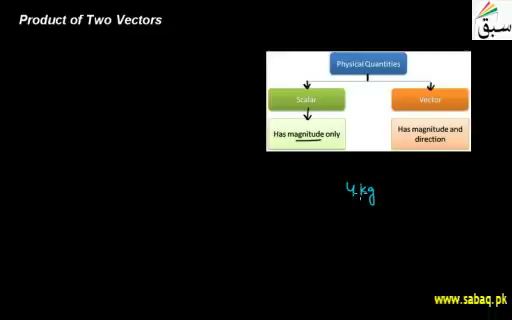 Product of Two Vectors
سبق
Physical Quantities
Scalar
Vector
Has magnitude only
Has magnitude and
direction
4 kg
www.sabaq.pk